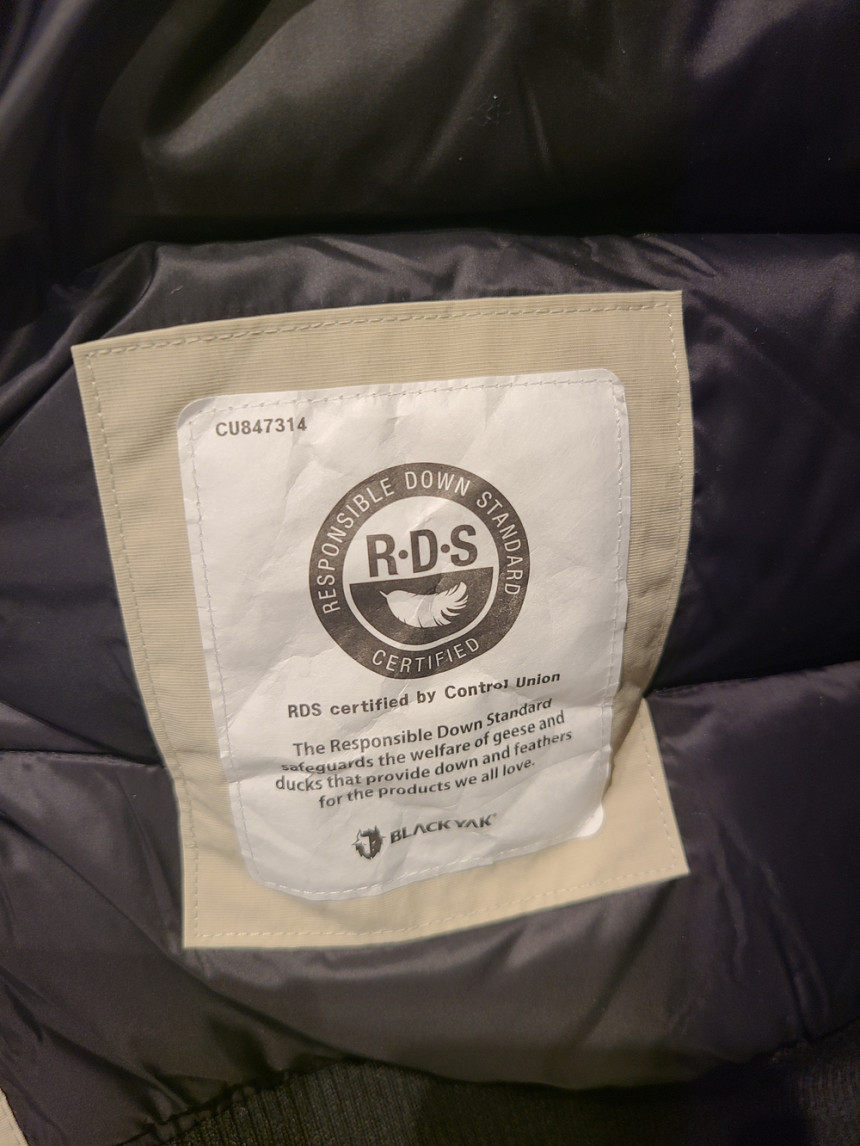 CU847314
RESPONSIBLE DOWN STANDARD
R·D·S
CERTIFIED
RDS certified by Control Union
The Responsible Down Standard
safeguards the welfare of geese and
ducks that provide down and feathers
for the products we all love.
BLACKYAK®